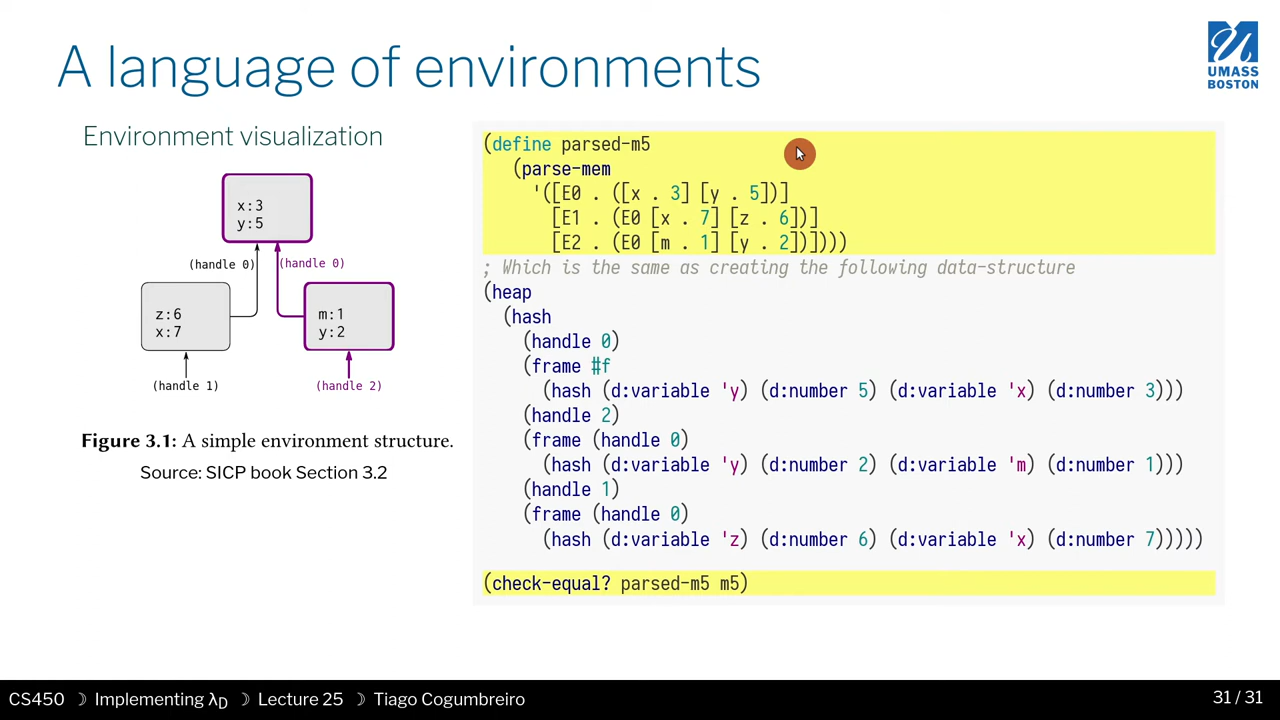 A language of environments
UMASS
BOSTON
Environment visualization
x:3
y:5
(handle 0)
(handle 0)
z:6
x:7
m:1
y:2
(handle 1)
(handle 2)
Figure 3.1: A simple environment structure.
Source: SICP book Section 3.2
(define parsed-m5
(parse-mem
'([E0 . ([x . 3] [y . 5])]
[E1 . (E0 [x . 7] [z . 6])]
[E2 . (E0 [m . 1] [y . 2])])))
; Which is the same as creating the following data-structure
(heap
(hash
(handle 0)
(frame #f
(hash (d:variable 'y) (d:number 5) (d:variable 'x) (d:number 3)))
(handle 2)
(frame (handle 0)
(hash (d:variable 'y) (d:number 2) (d:variable 'm) (d:number 1)))
(handle 1)
(frame (handle 0)
(hash (d:variable 'z) (d:number 6) (d:variable 'x) (d:number 7)))))
(check-equal? parsed-m5 m5)
CS450 ☽ Implementing λD ☽ Lecture 25 ☽ Tiago Cogumbreiro
31 / 31